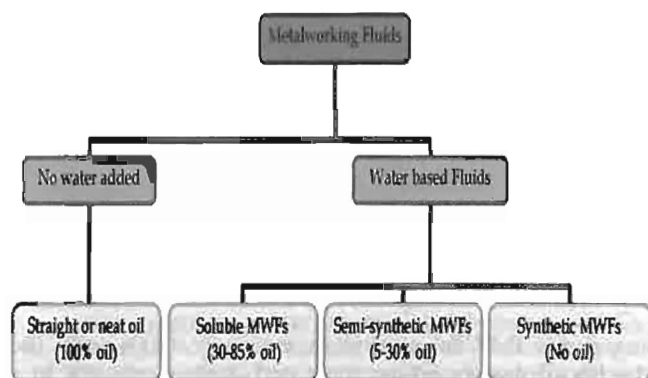 Metalworking Fluids
No water added
Water based Fluids
Straight or neat oil
(100% oil)
Soluble MWFs
(30-85% oil)
Semi-synthetic MWFs
(5-30% oil)
Synthetic MWFs
(No oil)